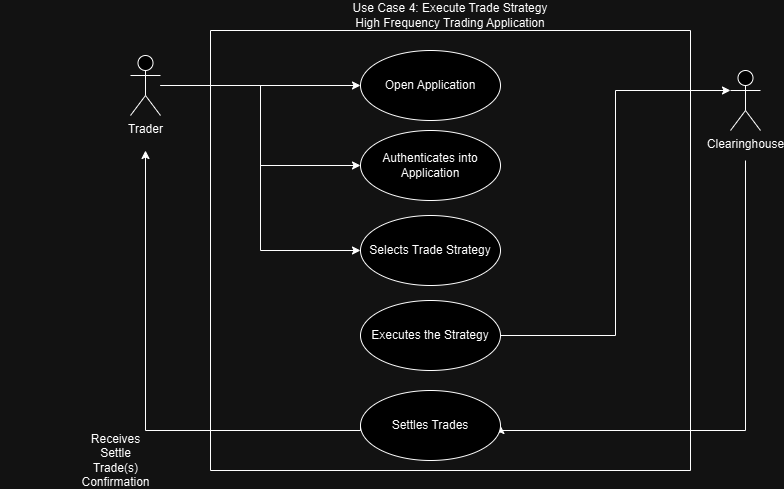 Use Case 4: Execute Trade Strategy
High Frequency Trading Application
Open Application
Trader
Authenticates into
Application
Clearinghouse
Selects Trade Strategy
Executes the Strategy
Settles Trades
Receives
Settle
Trade(s)
Confirmation